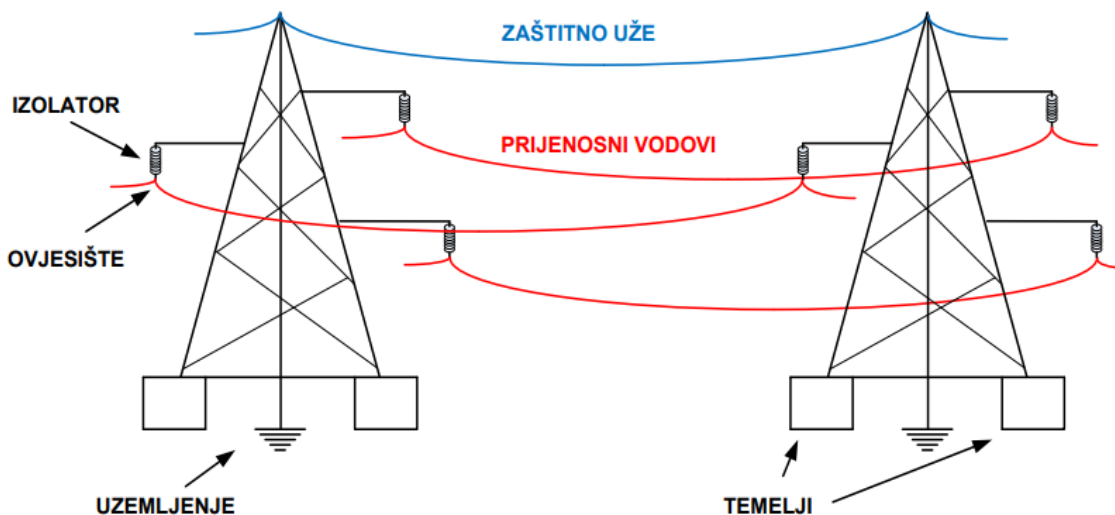 ZAŠTITNO UŽE
IZOLATOR
PRIJENOSNI VODOVI
OVJESIŠTE
UZEMLJENJE
TEMELJI